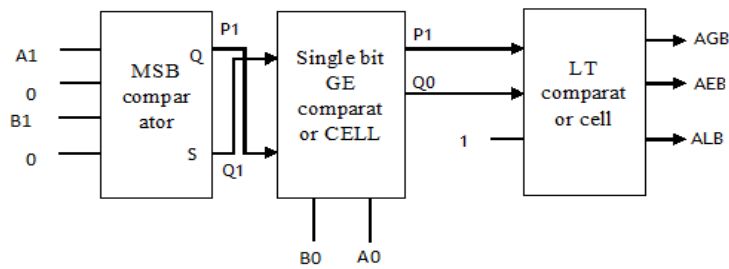 P1
A1
0
B1
0
MSB
compar
ator
Q
S
Q1
Single bit
GE
comparat
or CELL
B0
A0
P1
Q0
1
LT
comparat
or cell
AGB
AEB
ALB